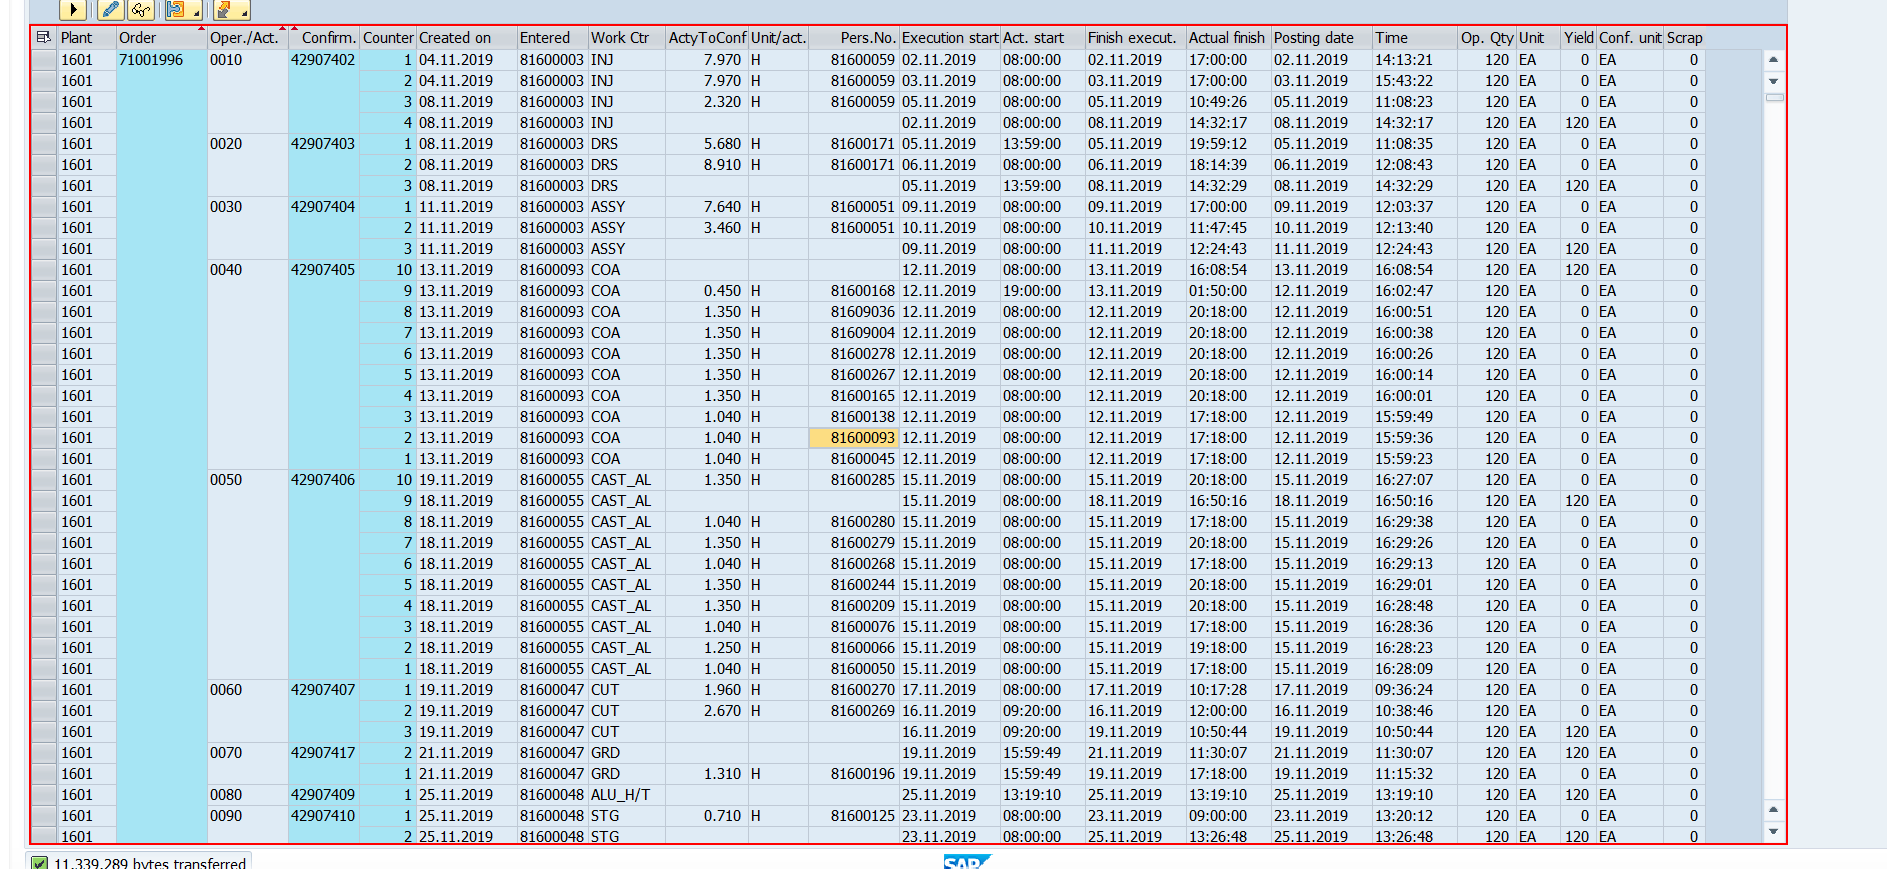 Plant Order Oper./Act. Confirm. Counter Created on Entered Work Ctr ActyToConf Unit/act. Pers.No. Execution start Act. start Finish execut. Actual finish Posting date Time Op. Qty Unit Yield Conf. unit Scrap
1601 71001996 0010 42907402 1 04.11.2019 81600003 INJ 7.970 H 81600059 02.11.2019 08:00:00 02.11.2019 17:00:00 02.11.2019 14:13:21 120 EA 0 EA 0
1601 2 04.11.2019 81600003 INJ 7.970 H 81600059 03.11.2019 08:00:00 03.11.2019 17:00:00 03.11.2019 15:43:22 120 EA 0 EA 0
1601 3 08.11.2019 81600003 INJ 2.320 H 81600059 05.11.2019 08:00:00 05.11.2019 10:49:26 05.11.2019 11:08:23 120 EA 0 EA 0
1601 4 08.11.2019 81600003 INJ 02.11.2019 08:00:00 08.11.2019 14:32:17 08.11.2019 14:32:17 120 EA 120 EA 0
1601 0020 42907403 1 08.11.2019 81600003 DRS 5.680 H 81600171 05.11.2019 13:59:00 05.11.2019 19:59:12 05.11.2019 11:08:35 120 EA 0 EA 0
1601 2 08.11.2019 81600003 DRS 8.910 H 81600171 06.11.2019 08:00:00 06.11.2019 18:14:39 06.11.2019 12:08:43 120 EA 0 EA 0
1601 3 08.11.2019 81600003 DRS 05.11.2019 13:59:00 08.11.2019 14:32:29 08.11.2019 14:32:29 120 EA 120 EA 0
1601 0030 42907404 1 11.11.2019 81600003 ASSY 7.640 H 81600051 09.11.2019 08:00:00 09.11.2019 17:00:00 09.11.2019 12:03:37 120 EA 0 EA 0
1601 2 11.11.2019 81600003 ASSY 3.460 H 81600051 10.11.2019 08:00:00 10.11.2019 11:47:45 10.11.2019 12:13:40 120 EA 0 EA 0
1601 3 11.11.2019 81600003 ASSY 09.11.2019 08:00:00 11.11.2019 12:24:43 11.11.2019 12:24:43 120 EA 120 EA 0
1601 0040 42907405 10 13.11.2019 81600093 COA 12.11.2019 08:00:00 13.11.2019 16:08:54 13.11.2019 16:08:54 120 EA 120 EA 0
1601 9 13.11.2019 81600093 COA 0.450 H 81600168 12.11.2019 19:00:00 13.11.2019 01:50:00 12.11.2019 16:02:47 120 EA 0 EA 0
1601 8 13.11.2019 81600093 COA 1.350 H 81609036 12.11.2019 08:00:00 12.11.2019 20:18:00 12.11.2019 16:00:51 120 EA 0 EA 0
1601 7 13.11.2019 81600093 COA 1.350 H 81609004 12.11.2019 08:00:00 12.11.2019 20:18:00 12.11.2019 16:00:38 120 EA 0 EA 0
1601 6 13.11.2019 81600093 COA 1.350 H 81600278 12.11.2019 08:00:00 12.11.2019 20:18:00 12.11.2019 16:00:26 120 EA 0 EA 0
1601 5 13.11.2019 81600093 COA 1.350 H 81600267 12.11.2019 08:00:00 12.11.2019 20:18:00 12.11.2019 16:00:14 120 EA 0 EA 0
1601 4 13.11.2019 81600093 COA 1.350 H 81600165 12.11.2019 08:00:00 12.11.2019 20:18:00 12.11.2019 16:00:01 120 EA 0 EA 0
1601 3 13.11.2019 81600093 COA 1.040 H 81600138 12.11.2019 08:00:00 12.11.2019 17:18:00 12.11.2019 15:59:49 120 EA 0 EA 0
1601 2 13.11.2019 81600093 COA 1.040 H 81600093 12.11.2019 08:00:00 12.11.2019 17:18:00 12.11.2019 15:59:36 120 EA 0 EA 0
1601 1 13.11.2019 81600093 COA 1.040 H 81600045 12.11.2019 08:00:00 12.11.2019 17:18:00 12.11.2019 15:59:23 120 EA 0 EA 0
1601 0050 42907406 10 19.11.2019 81600055 CAST_AL 1.350 H 81600285 15.11.2019 08:00:00 15.11.2019 20:18:00 15.11.2019 16:27:07 120 EA 0 EA 0
1601 9 18.11.2019 81600055 CAST_AL 15.11.2019 08:00:00 18.11.2019 16:50:16 18.11.2019 16:50:16 120 EA 120 EA 0
1601 8 18.11.2019 81600055 CAST_AL 1.040 H 81600280 15.11.2019 08:00:00 15.11.2019 17:18:00 15.11.2019 16:29:38 120 EA 0 EA 0
1601 7 18.11.2019 81600055 CAST_AL 1.350 H 81600279 15.11.2019 08:00:00 15.11.2019 20:18:00 15.11.2019 16:29:26 120 EA 0 EA 0
1601 6 18.11.2019 81600055 CAST_AL 1.040 H 81600268 15.11.2019 08:00:00 15.11.2019 17:18:00 15.11.2019 16:29:13 120 EA 0 EA 0
1601 5 18.11.2019 81600055 CAST_AL 1.350 H 81600244 15.11.2019 08:00:00 15.11.2019 20:18:00 15.11.2019 16:29:01 120 EA 0 EA 0
1601 4 18.11.2019 81600055 CAST_AL 1.350 H 81600209 15.11.2019 08:00:00 15.11.2019 20:18:00 15.11.2019 16:28:48 120 EA 0 EA 0
1601 3 18.11.2019 81600055 CAST_AL 1.040 H 81600076 15.11.2019 08:00:00 15.11.2019 17:18:00 15.11.2019 16:28:36 120 EA 0 EA 0
1601 2 18.11.2019 81600055 CAST_AL 1.250 H 81600066 15.11.2019 08:00:00 15.11.2019 19:18:00 15.11.2019 16:28:23 120 EA 0 EA 0
1601 1 18.11.2019 81600055 CAST_AL 1.040 H 81600050 15.11.2019 08:00:00 15.11.2019 17:18:00 15.11.2019 16:28:09 120 EA 0 EA 0
1601 0060 42907407 1 19.11.2019 81600047 CUT 1.960 H 81600270 17.11.2019 08:00:00 17.11.2019 10:17:28 17.11.2019 09:36:24 120 EA 0 EA 0
1601 2 19.11.2019 81600047 CUT 2.670 H 81600269 16.11.2019 09:20:00 16.11.2019 12:00:00 16.11.2019 10:38:46 120 EA 0 EA 0
1601 3 19.11.2019 81600047 CUT 16.11.2019 09:20:00 19.11.2019 10:50:44 19.11.2019 10:50:44 120 EA 120 EA 0
1601 0070 42907417 2 21.11.2019 81600047 GRD 19.11.2019 15:59:49 21.11.2019 11:30:07 21.11.2019 11:30:07 120 EA 120 EA 0
1601 1 21.11.2019 81600047 GRD 1.310 H 81600196 19.11.2019 15:59:49 19.11.2019 17:18:00 19.11.2019 11:15:32 120 EA 0 EA 0
1601 0080 42907409 1 25.11.2019 81600048 ALU_H/T 25.11.2019 13:19:10 25.11.2019 13:19:10 25.11.2019 13:19:10 120 EA 120 EA 0
1601 0090 42907410 1 25.11.2019 81600048 STG 0.710 H 81600125 23.11.2019 08:00:00 23.11.2019 09:00:00 23.11.2019 13:20:12 120 EA 0 EA 0
1601 2 25.11.2019 81600048 STG 23.11.2019 08:00:00 25.11.2019 13:26:48 25.11.2019 13:26:48 120 EA 120 EA 0
11,339,289 bytes transferred
SAP